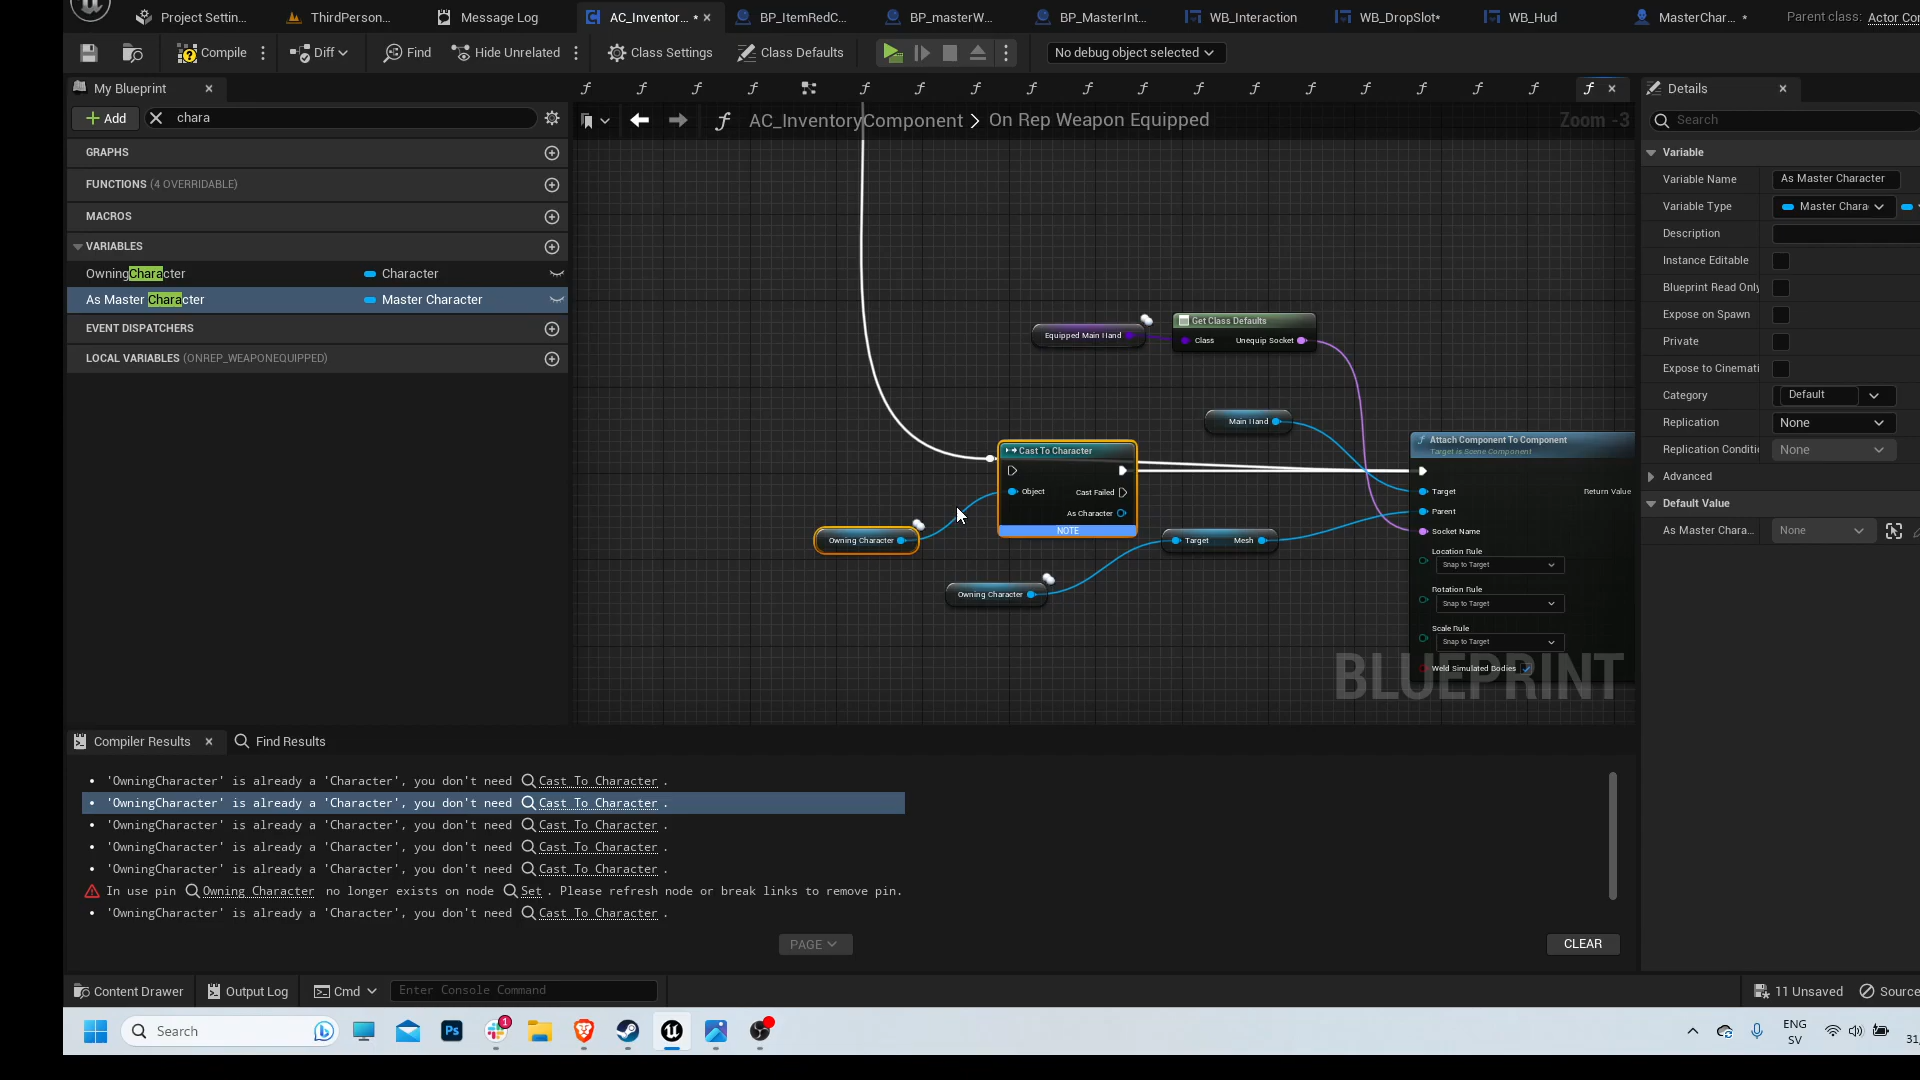 Project Settin...
ThirdPerson...
Message Log
AC_Inventor... *
BP_ItemRedC...
BP_masterW...
BP_MasterInt...
WB_Interaction
WB_DropSlot*
WB_Hud
MasterChar... *
Parent class: Actor Con
Compile
Diff
Find
Hide Unrelated
Class Settings
Class Defaults
No debug object selected
My Blueprint
Details
Add
chara
AC_InventoryComponent > On Rep Weapon Equipped
Zoom -3
Search
GRAPHS
FUNCTIONS (4 OVERRIDABLE)
MACROS
VARIABLES
OwningCharacter
Character
As Master Character
Master Character
EVENT DISPATCHERS
LOCAL VARIABLES (ONREP_WEAPONEQUIPPED)
Equipped Main Hand
Get Class Defaults
Class
Unequip Socket
Main Hand
Cast To Character
Object
Cast Failed
As Character
NOTE
Owning Character
Target
Mesh
Owning Character
Attach Component To Component
Target is Scene Component
Target
Return Value
Parent
Socket Name
Location Rule
Snap to Target
Rotation Rule
Snap to Target
Scale Rule
Snap to Target
Weld Simulated Bodies
BLUEPRINT
Variable
Variable Name
As Master Character
Variable Type
Master Chara
Description
Instance Editable
Blueprint Read Only
Expose on Spawn
Private
Expose to Cinemati
Category
Default
Replication
None
Replication Conditio
None
Advanced
Default Value
As Master Chara...
None
Compiler Results
Find Results
'OwningCharacter' is already a 'Character', you don't need Cast To Character .
'OwningCharacter' is already a 'Character', you don't need Cast To Character .
'OwningCharacter' is already a 'Character', you don't need Cast To Character .
'OwningCharacter' is already a 'Character', you don't need Cast To Character .
'OwningCharacter' is already a 'Character', you don't need Cast To Character .
In use pin Owning Character no longer exists on node Set . Please refresh node or break links to remove pin.
'OwningCharacter' is already a 'Character', you don't need Cast To Character .
PAGE
CLEAR
Content Drawer
Output Log
Cmd
Enter Console Command
11 Unsaved
Source
Search
Ps
1
ENG
SV
31,